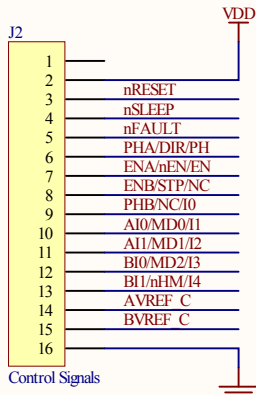 VDD
J2
1
2
nRESET
3
nSLEEP
4
nFAULT
5
PHA/DIR/PH
6
ENA/nEN/EN
7
ENB/STP/NC
8
PHB/NC/I0
9
AI0/MD0/I1
10
AI1/MD1/I2
11
BI0/MD2/I3
12
BI1/nHM/I4
13
AVREF_C
14
BVREF_C
15
16
Control Signals